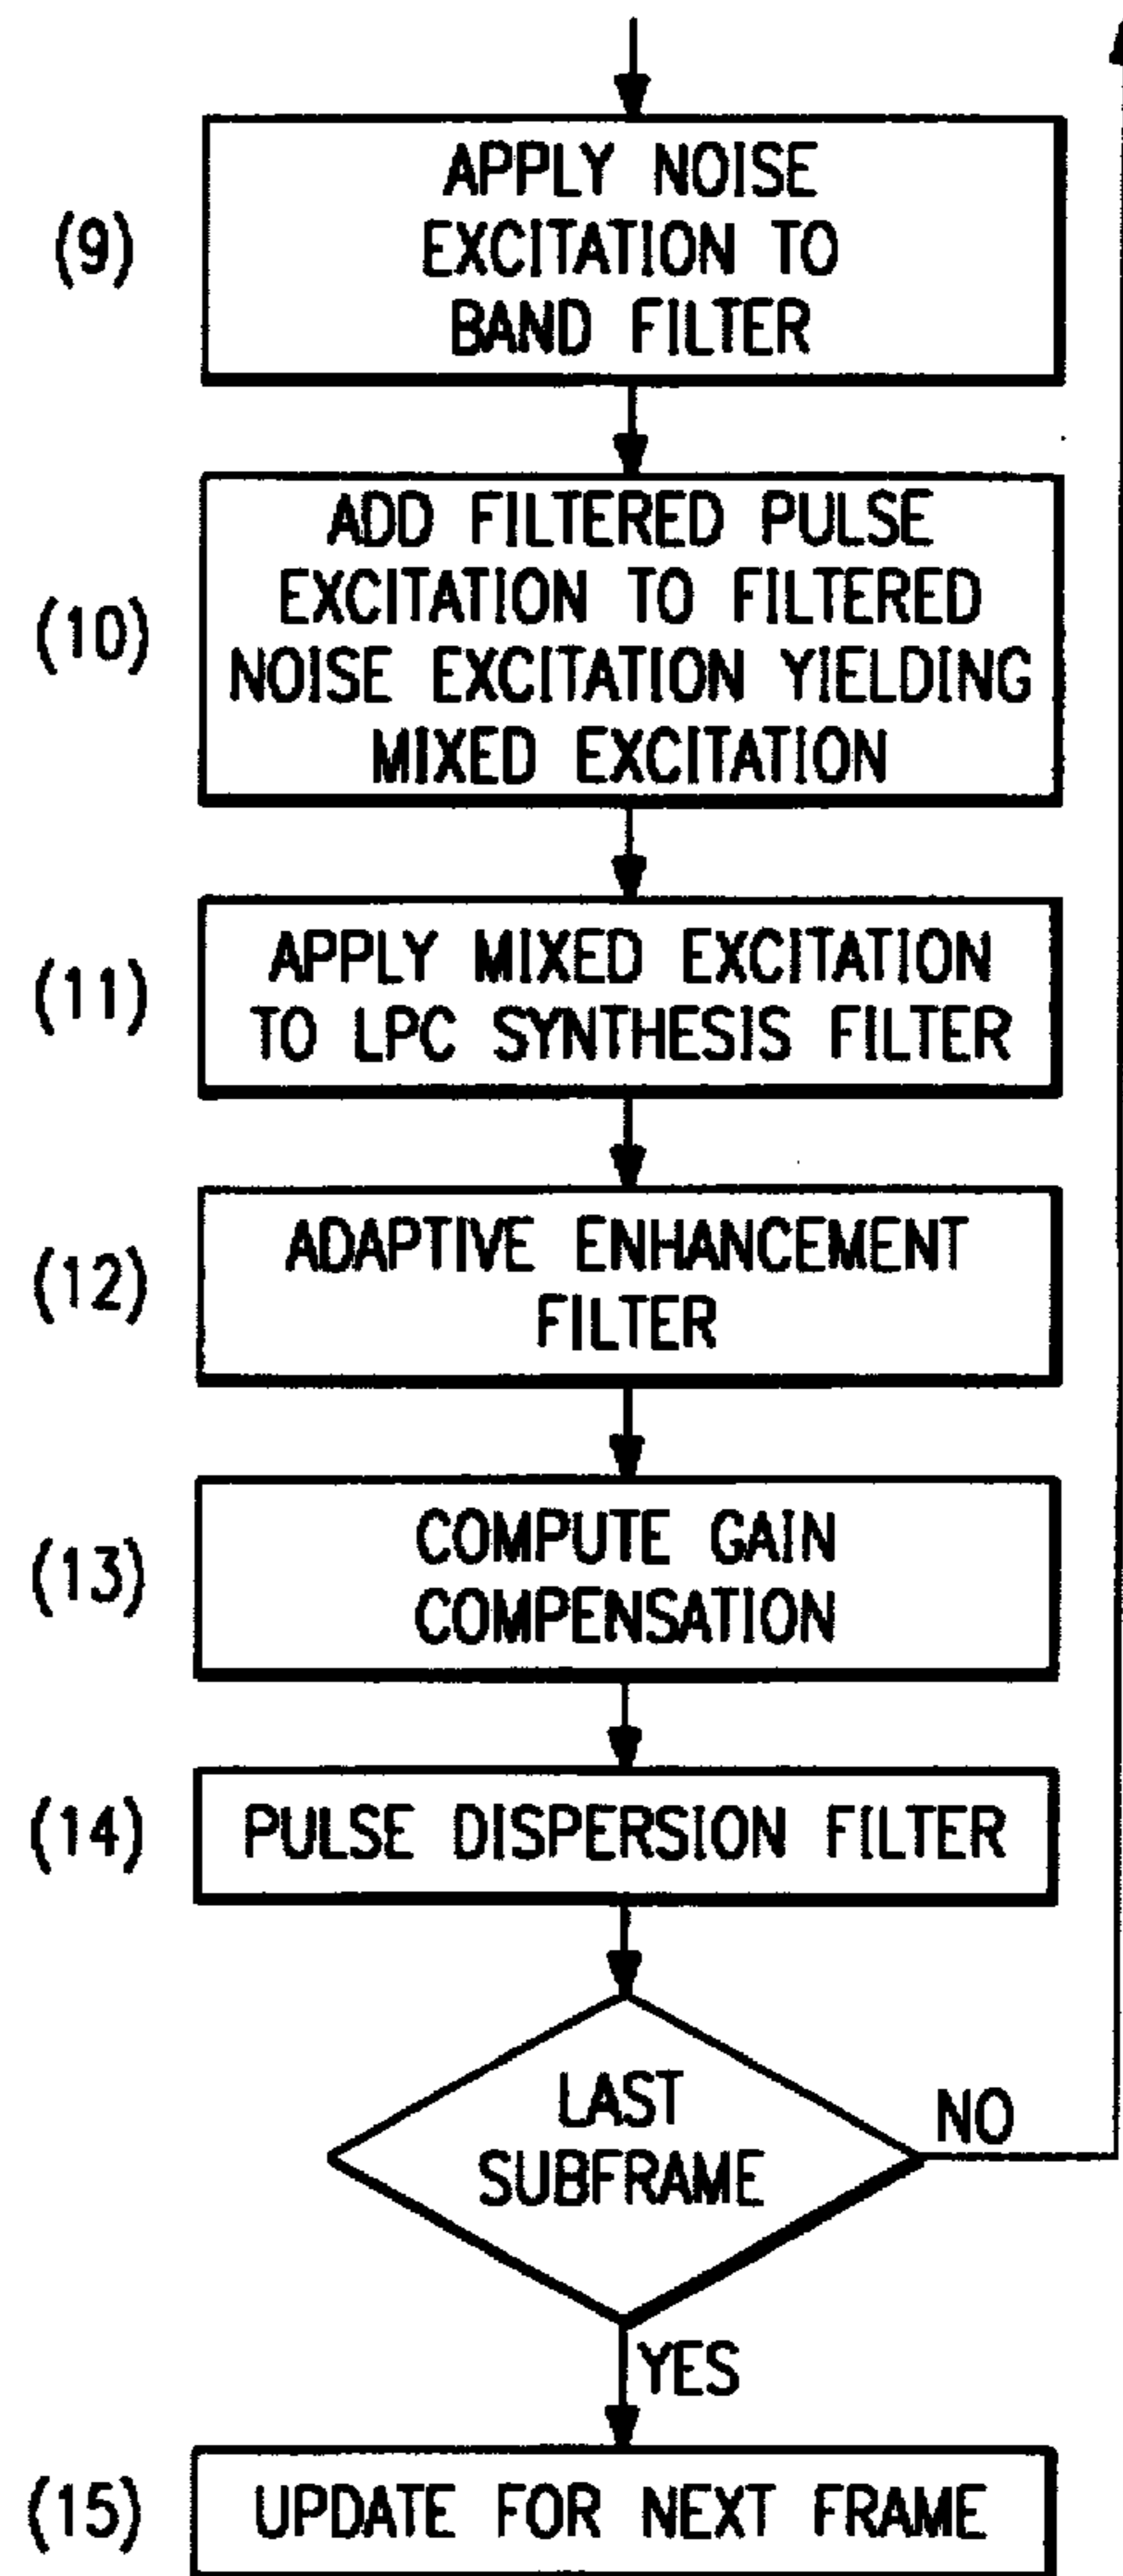 (9)
APPLY NOISE
EXCITATION TO
BAND FILTER
(10)
ADD FILTERED PULSE
EXCITATION TO FILTERED
NOISE EXCITATION YIELDING
MIXED EXCITATION
(11)
APPLY MIXED EXCITATION
TO LPC SYNTHESIS FILTER
(12)
ADAPTIVE ENHANCEMENT
FILTER
(13)
COMPUTE GAIN
COMPENSATION
(14)
PULSE DISPERSION FILTER
LAST
SUBFRAME
NO
YES
(15)
UPDATE FOR NEXT FRAME